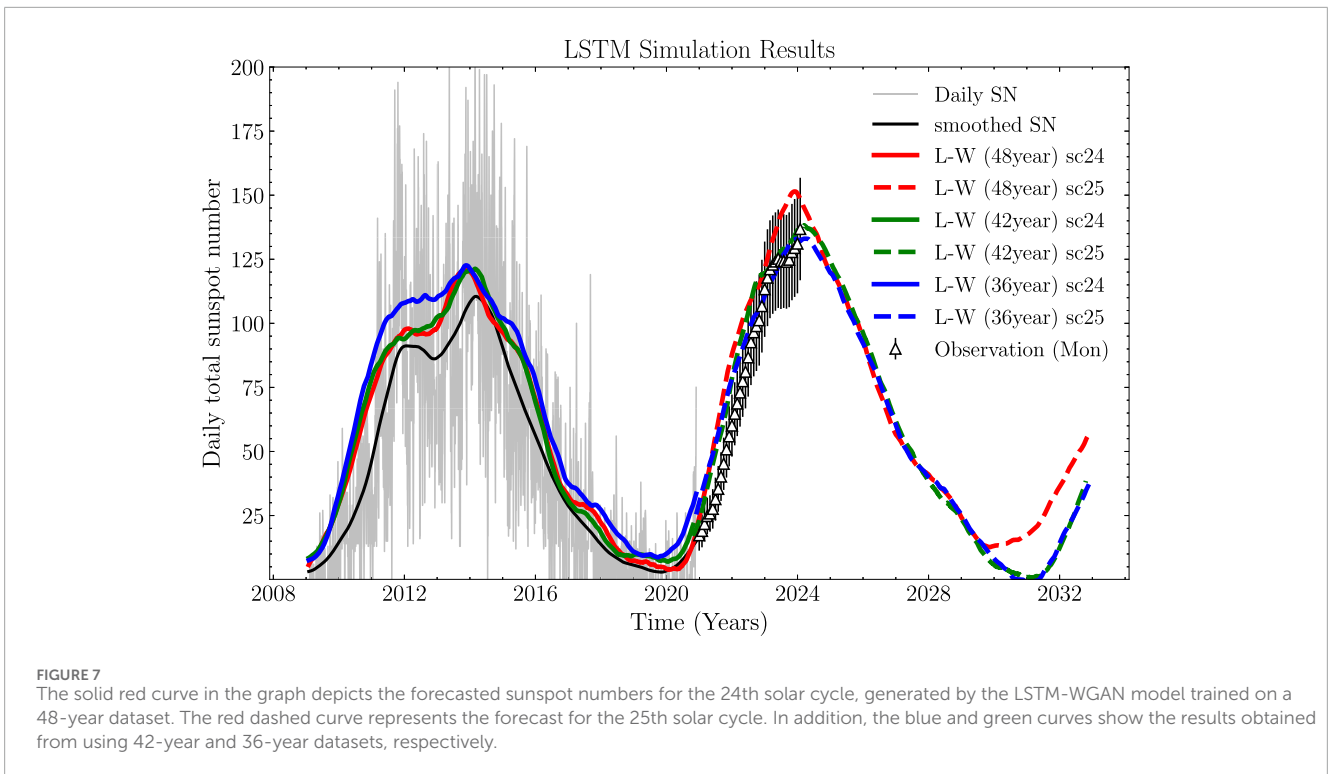 LSTM Simulation Results
200
175
150
125
100
75
50
25
Daily total sunspot number
Daily SN
smoothed SN
L-W (48year) sc24
L-W (48year) sc25
L-W (42year) sc24
L-W (42year) sc25
L-W (36year) sc24
L-W (36year) sc25
Observation (Mon)
2008 2012 2016 2020 2024 2028 2032
Time (Years)
FIGURE 7
The solid red curve in the graph depicts the forecasted sunspot numbers for the 24th solar cycle, generated by the LSTM-WGAN model trained on a
48-year dataset. The red dashed curve represents the forecast for the 25th solar cycle. In addition, the blue and green curves show the results obtained
from using 42-year and 36-year datasets, respectively.